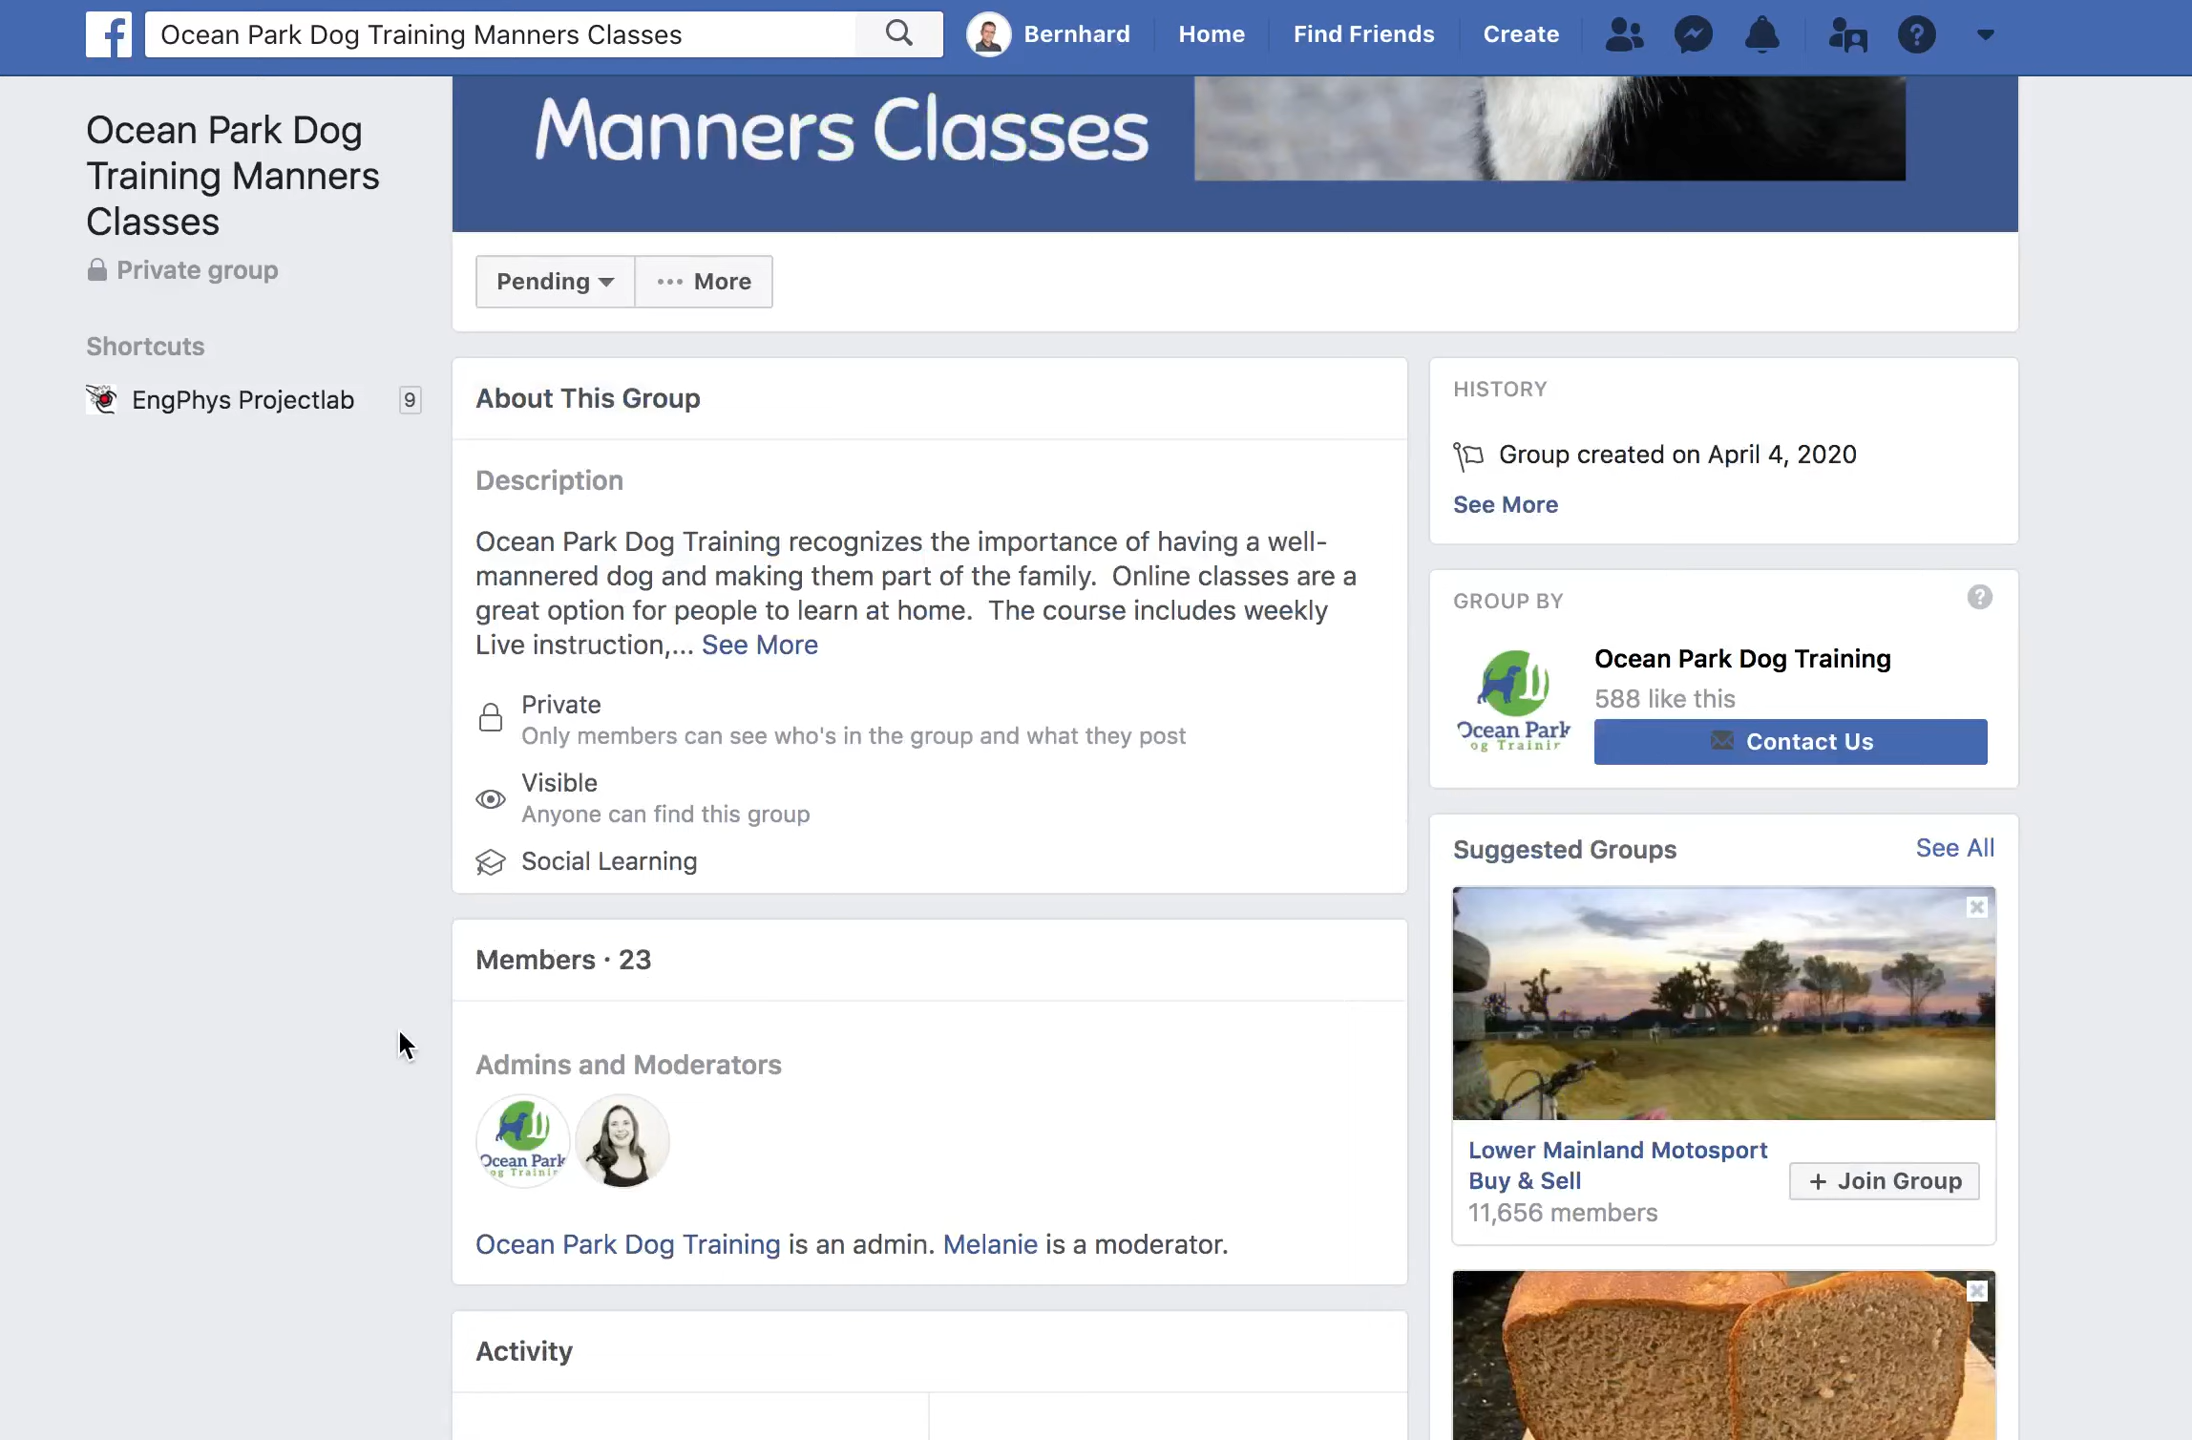 Ocean Park Dog Training Manners Classes
Bernhard
Home
Find Friends
Create
Ocean Park Dog
Training Manners
Classes
Private group
Shortcuts
EngPhys Projectlab 9
Manners Classes
Pending
More
About This Group
Description
Ocean Park Dog Training recognizes the importance of having a well-
mannered dog and making them part of the family.  Online classes are a
great option for people to learn at home.  The course includes weekly
Live instruction,... See More
Private
Only members can see who's in the group and what they post
Visible
Anyone can find this group
Social Learning
Members · 23
Admins and Moderators
Ocean Park
og Trainir
Ocean Park Dog Training is an admin. Melanie is a moderator.
Activity
HISTORY
Group created on April 4, 2020
See More
GROUP BY
Ocean Park
og Trainir
Ocean Park Dog Training
588 like this
Contact Us
Suggested Groups
See All
Lower Mainland Motosport
Buy & Sell
11,656 members
+ Join Group